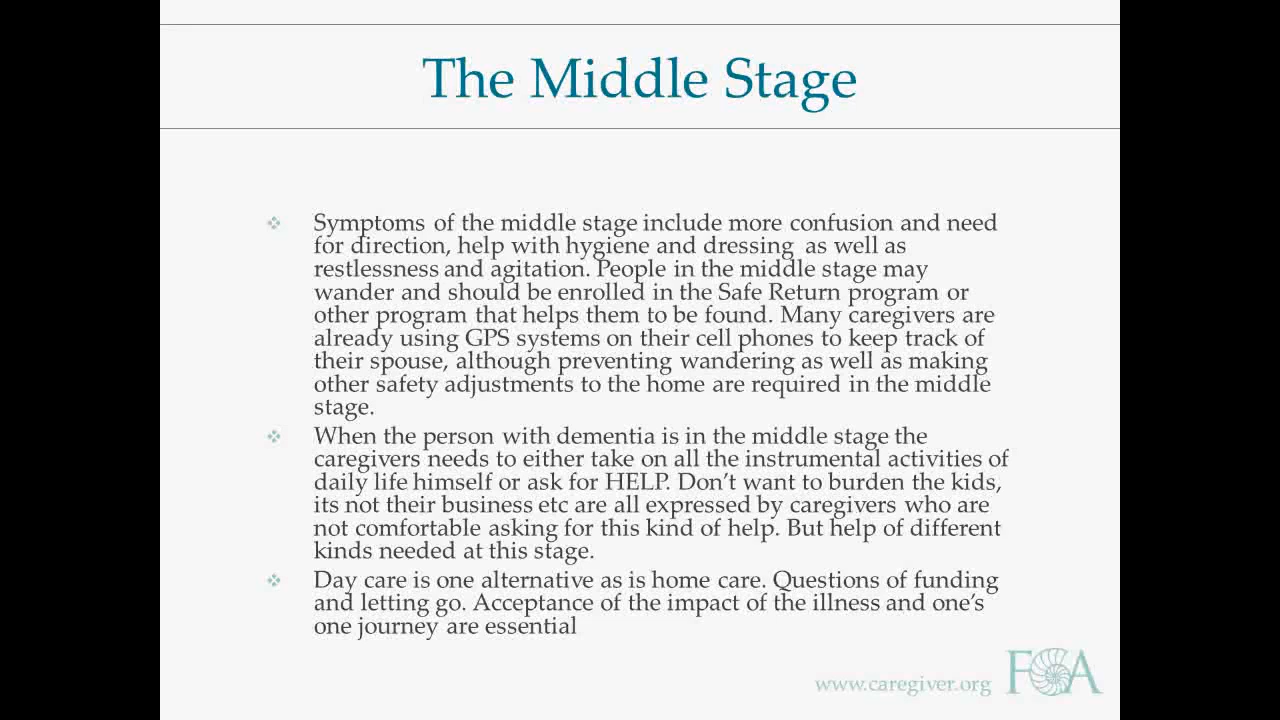 The Middle Stage
Symptoms of the middle stage include more confusion and need
for direction, help with hygiene and dressing as well as
restlessness and agitation. People in the middle stage may
wander and should be enrolled in the Safe Return program or
other program that helps them to be found. Many caregivers are
already using GPS systems on their cell phones to keep track of
their spouse, although preventing wandering as well as making
other safety adjustments to the home are required in the middle
stage.
When the person with dementia is in the middle stage the
caregivers needs to either take on all the instrumental activities of
daily life himself or ask for HELP. Don't want to burden the kids,
its not their business etc are all expressed by caregivers who are
not comfortable asking for this kind of help. But help of different
kinds needed at this stage.
Day care is one alternative as is home care. Questions of funding
and letting go. Acceptance of the impact of the illness and one's
one journey are essential
www.caregiver.org FCA